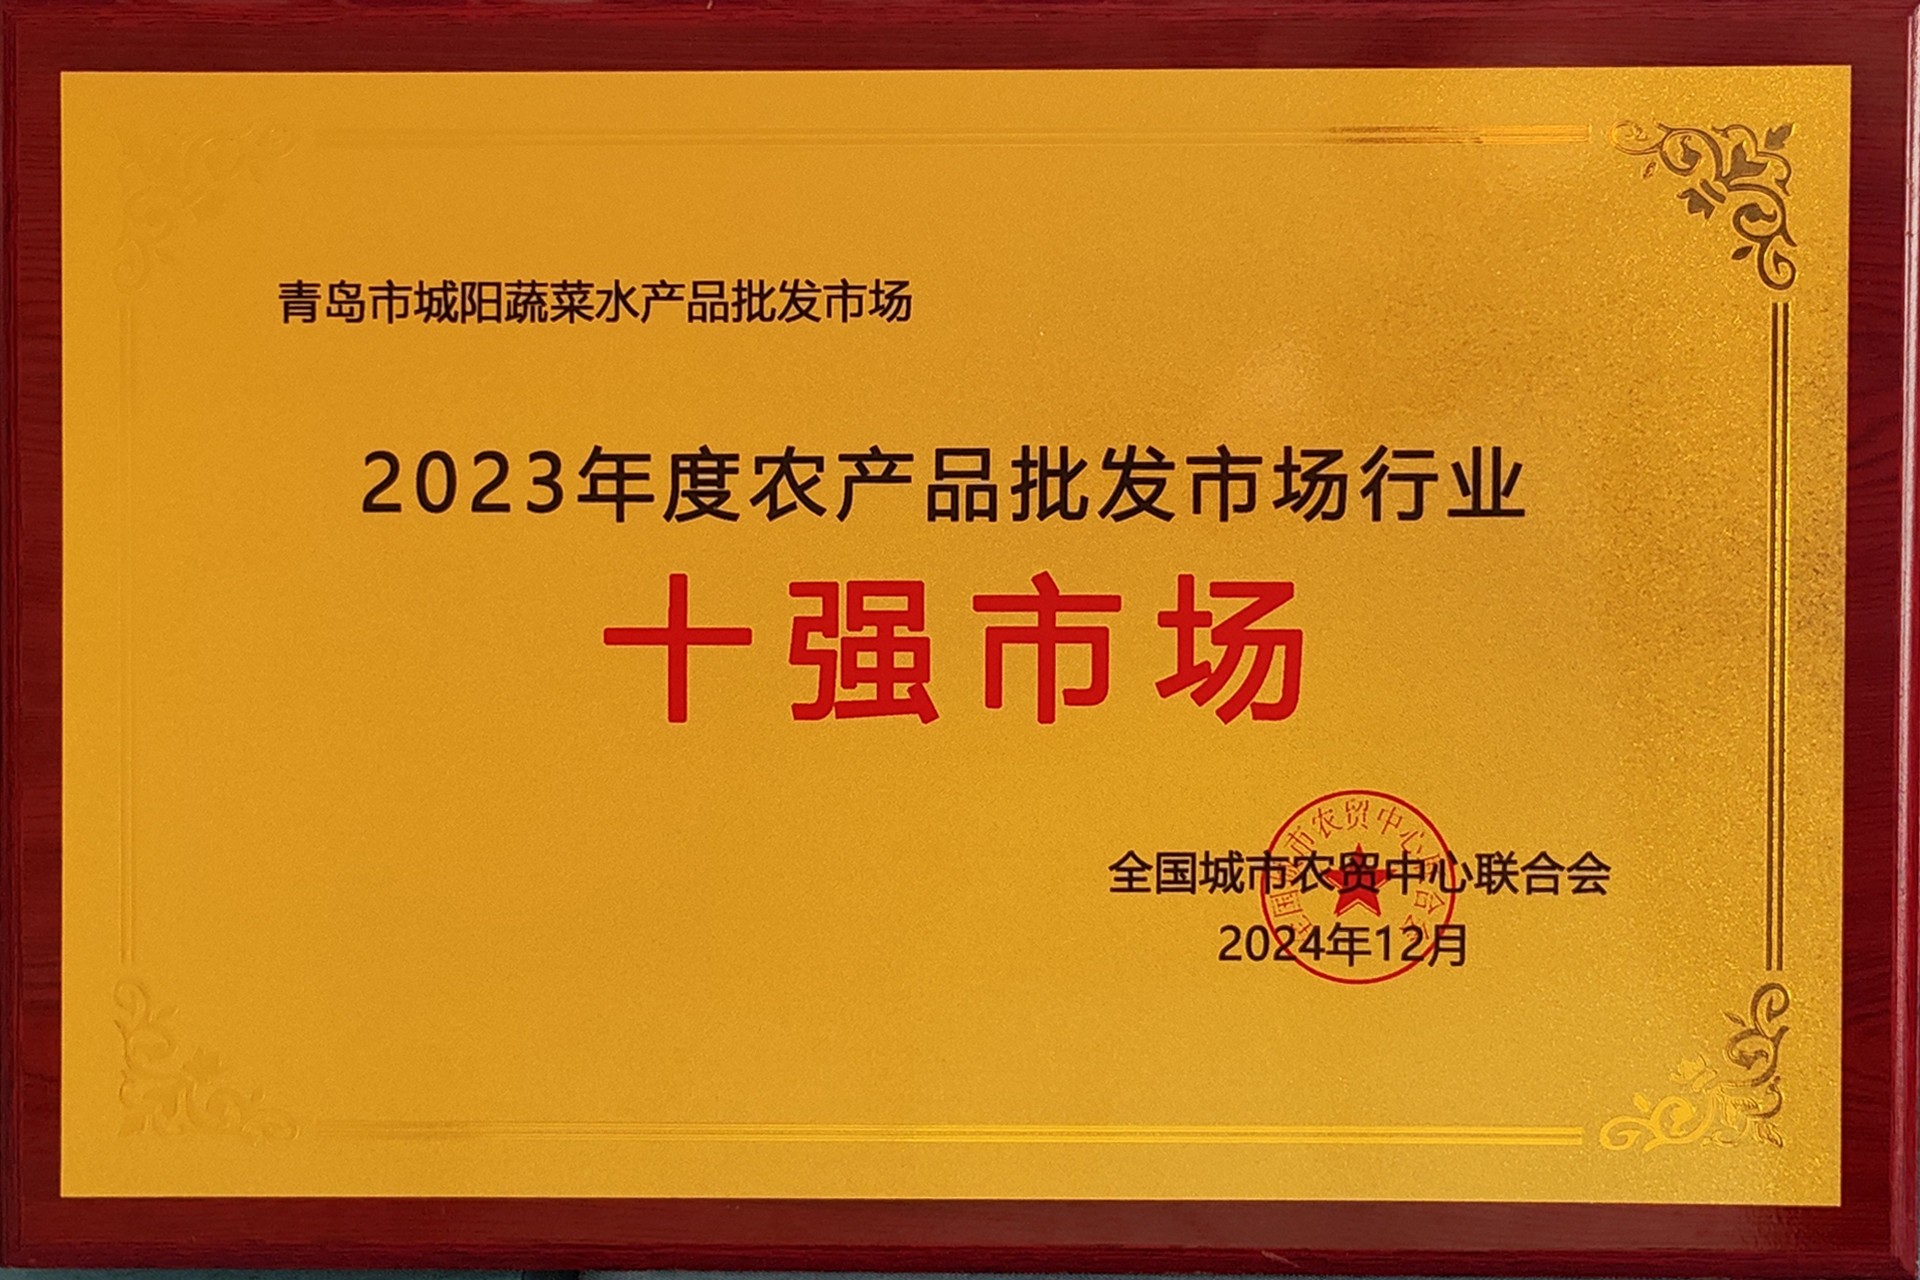 青岛市城阳蔬菜水产品批发市场
2023年度农产品批发市场行业
十强市场
全国城市农贸中心联合会
2024年12月